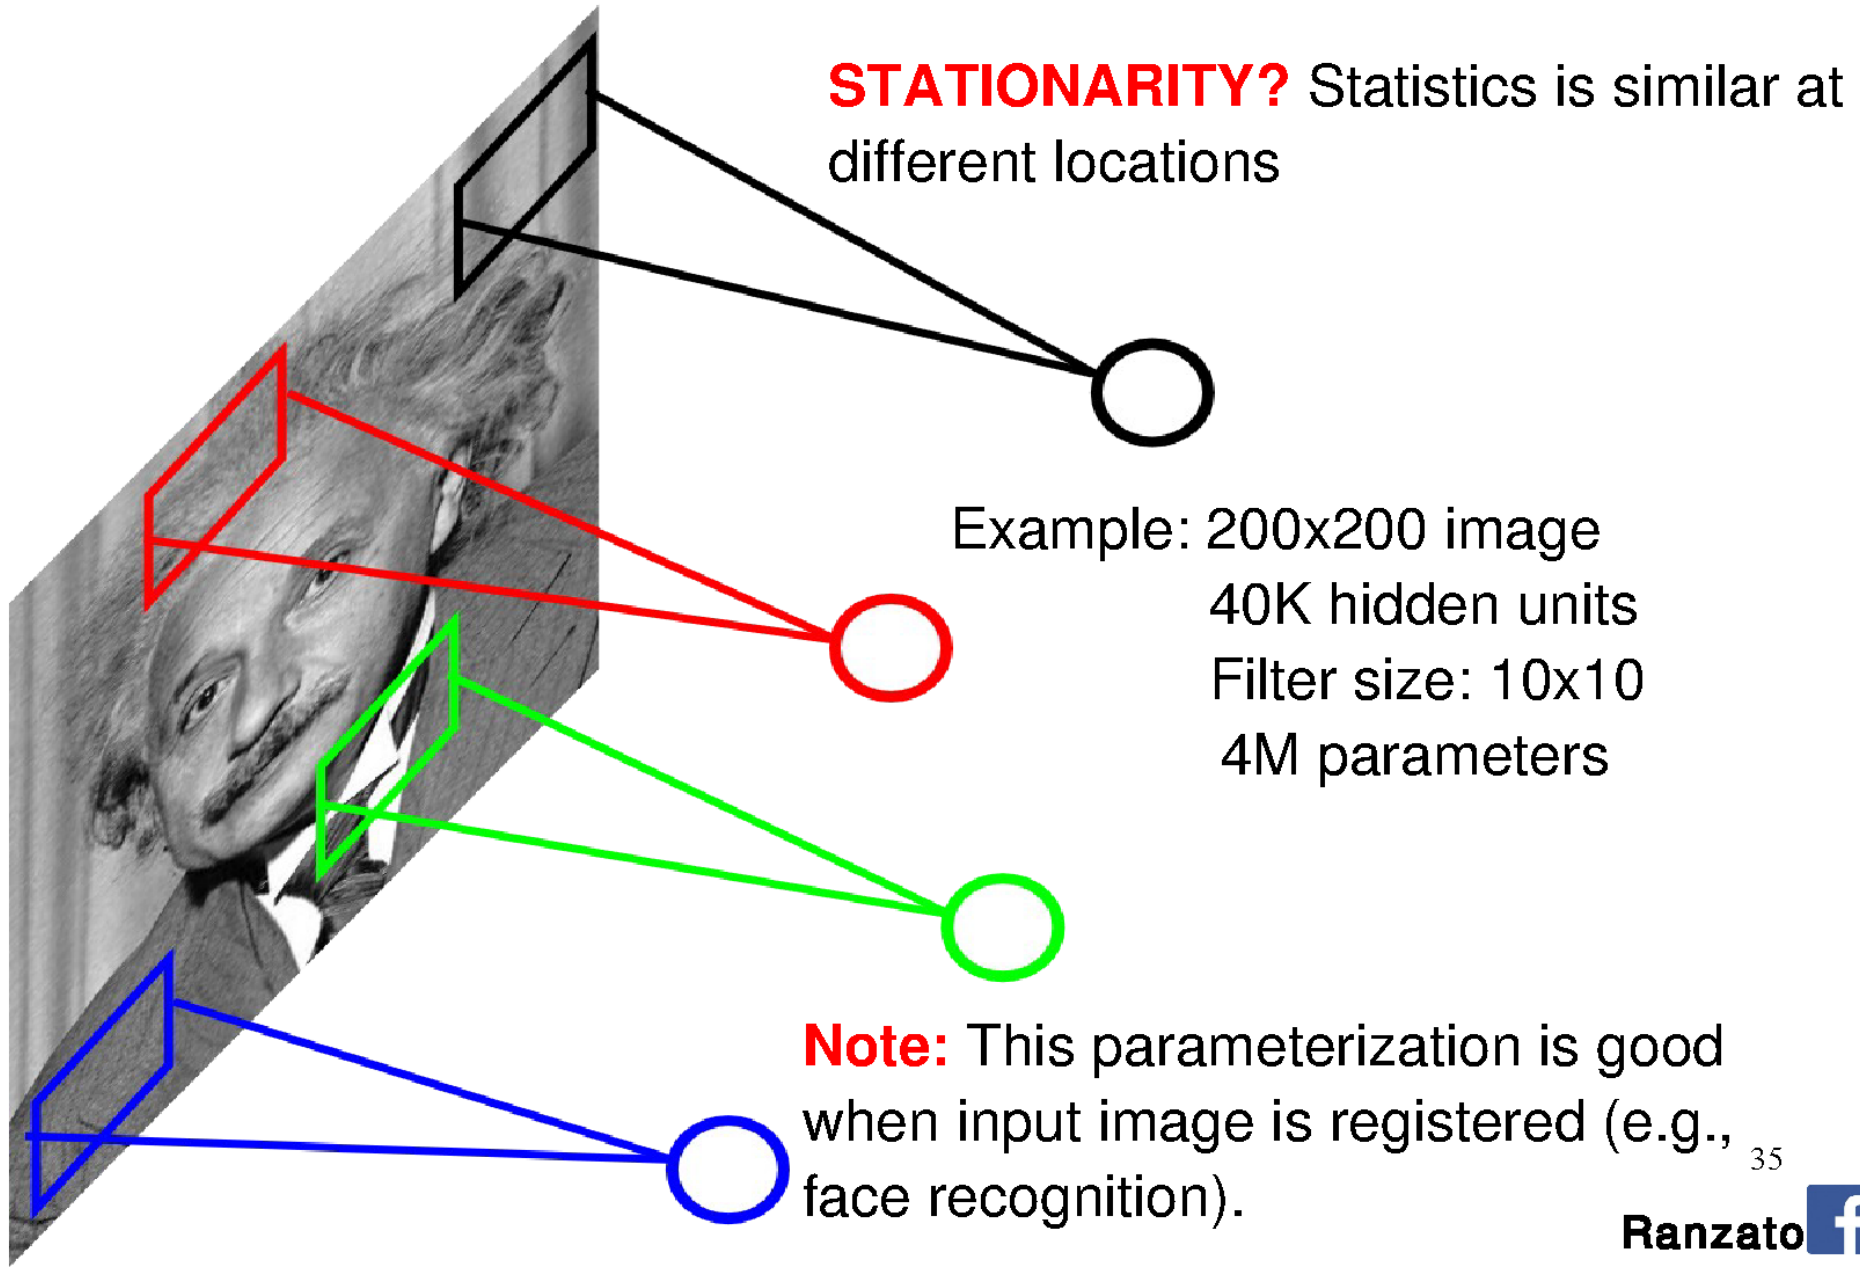 STATIONARITY? Statistics is similar at
different locations
Example: 200x200 image
40K hidden units
Filter size: 10x10
4M parameters
Note: This parameterization is good
when input image is registered (e.g.,
face recognition).
35
Ranzato
f